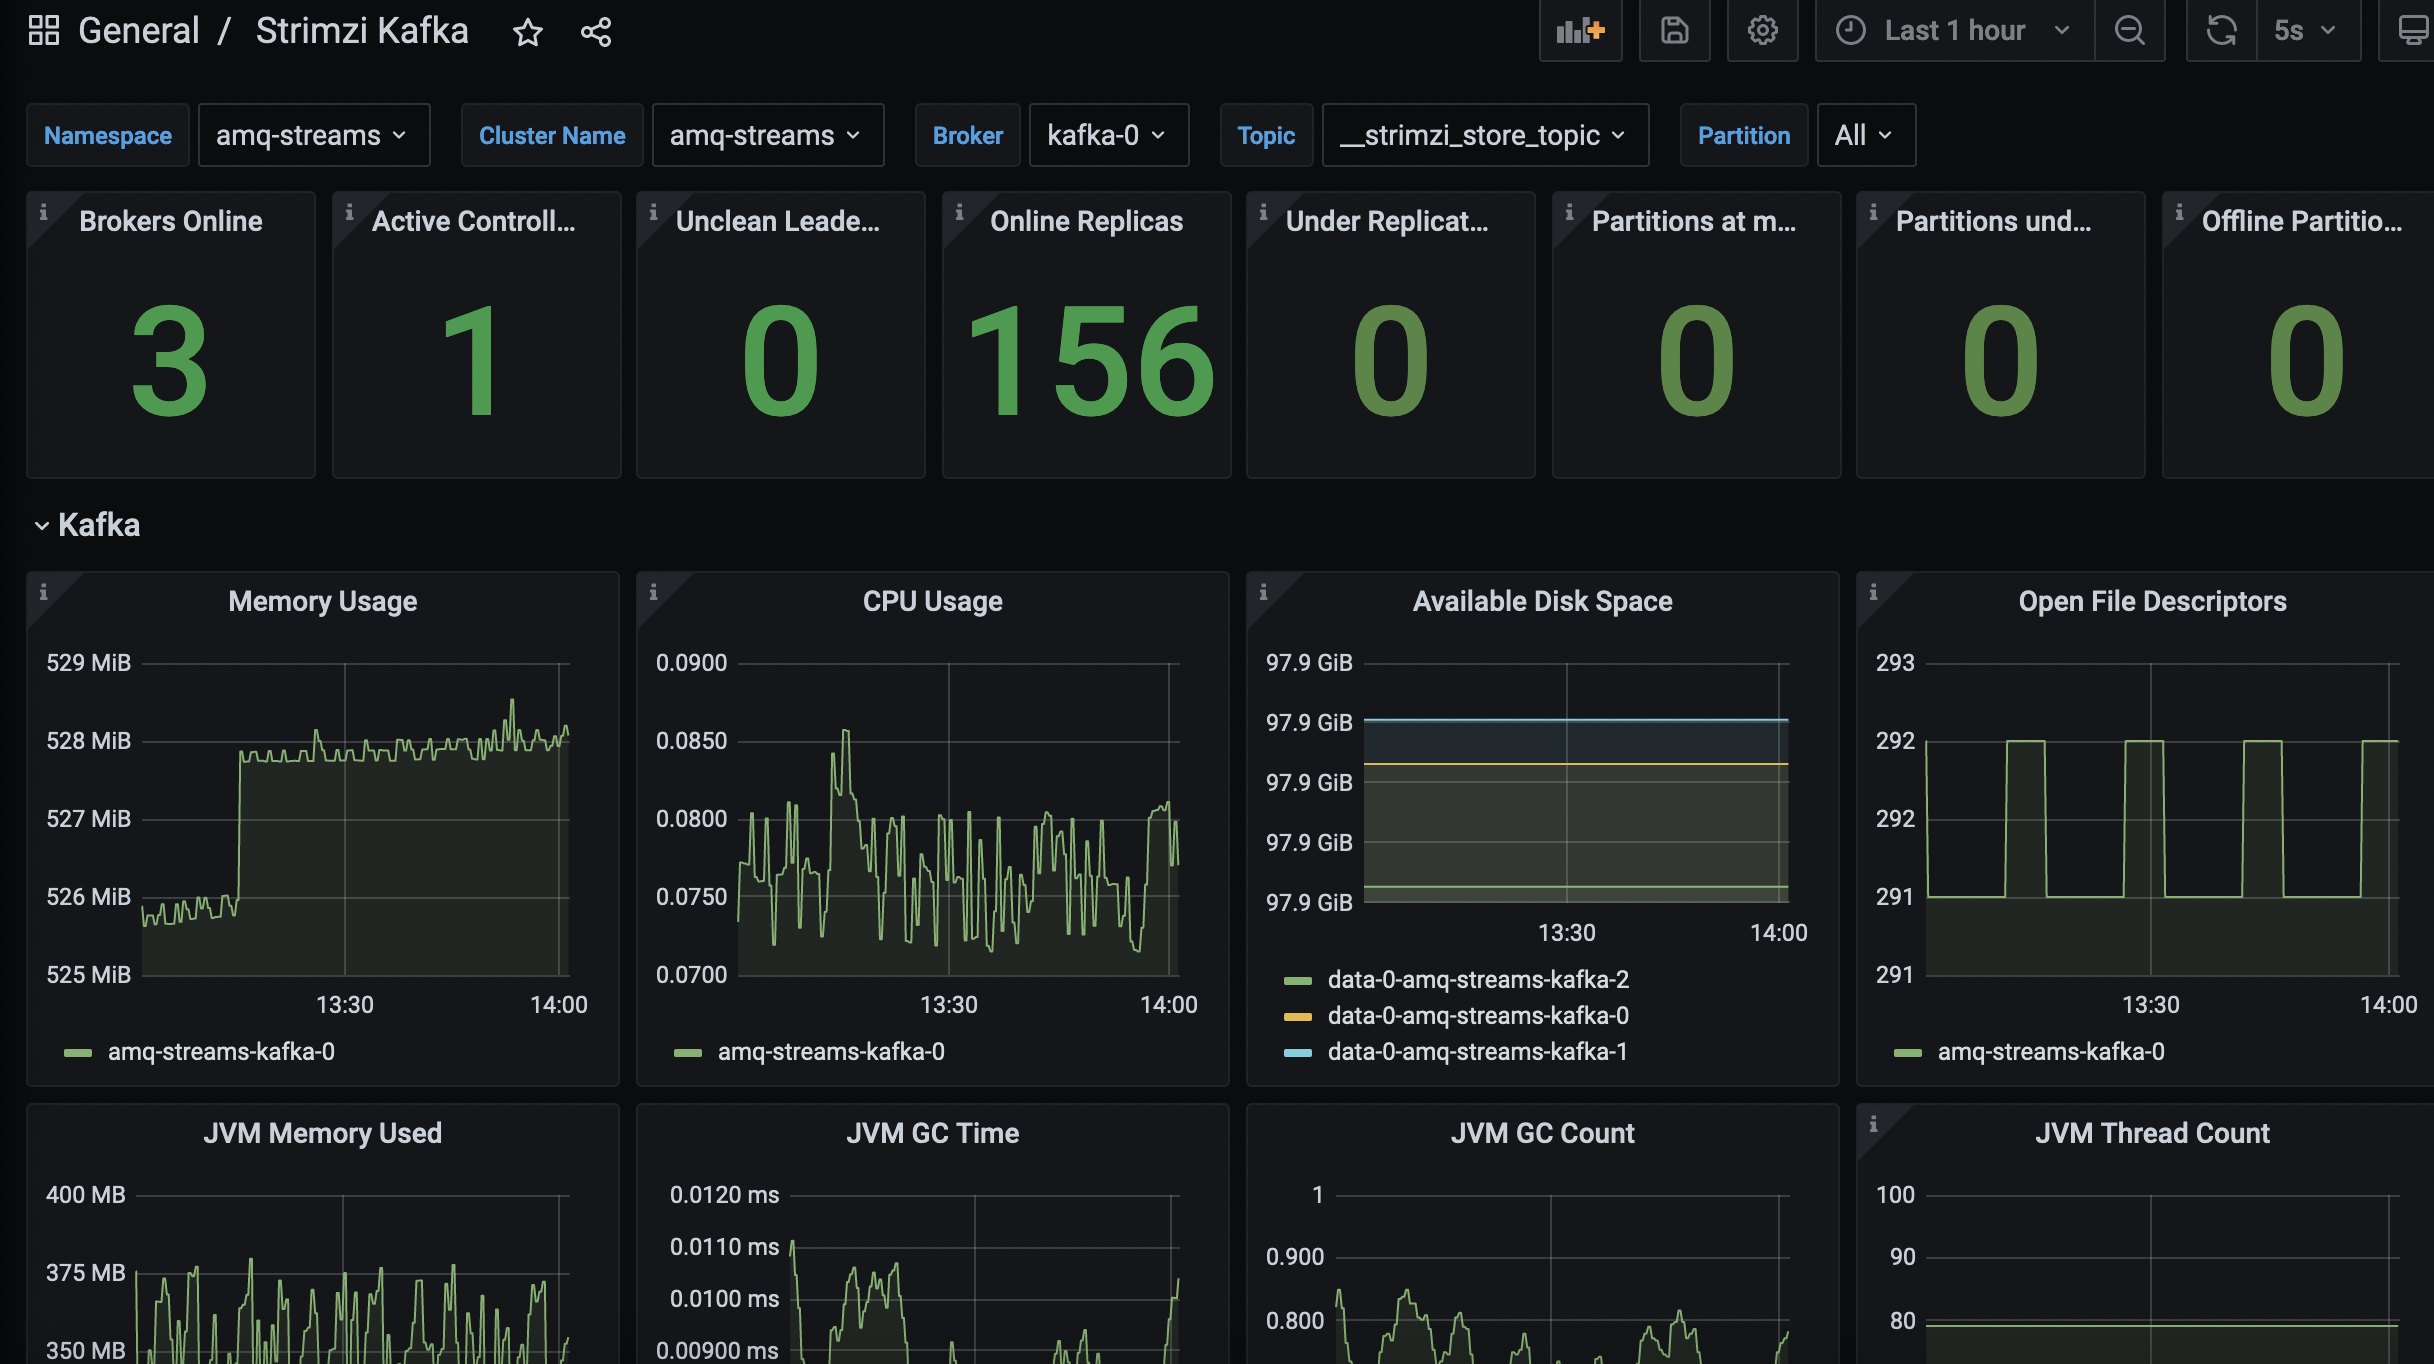 General / Strimzi Kafka
Last 1 hour
5s
Namespace amq-streams Cluster Name amq-streams Broker kafka-0 Topic __strimzi_store_topic Partition All
Brokers Online
3
Active Controll...
1
Unclean Leade...
0
Online Replicas
156
Under Replicat...
0
Partitions at m...
0
Partitions und...
0
Offline Partitio...
0
Kafka
Memory Usage
529 MiB
528 MiB
527 MiB
526 MiB
525 MiB
13:30 14:00
amq-streams-kafka-0
CPU Usage
0.0900
0.0850
0.0800
0.0750
0.0700
13:30 14:00
amq-streams-kafka-0
Available Disk Space
97.9 GiB
97.9 GiB
97.9 GiB
97.9 GiB
97.9 GiB
13:30 14:00
data-0-amq-streams-kafka-2
data-0-amq-streams-kafka-0
data-0-amq-streams-kafka-1
Open File Descriptors
293
292
292
291
291
13:30 14:00
amq-streams-kafka-0
JVM Memory Used
400 MB
375 MB
350 MB
JVM GC Time
0.0120 ms
0.0110 ms
0.0100 ms
0.00900 ms
JVM GC Count
1
0.900
0.800
JVM Thread Count
100
90
80